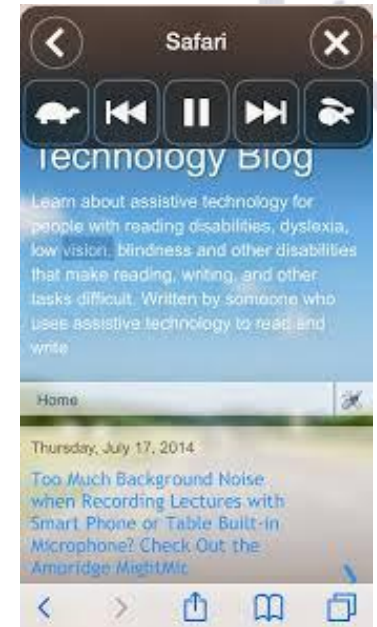 Safari
Technology Blog
Learn about assistive technology for
people with reading disabilities, dyslexia,
low vision, blindness and other disabilities
that make reading, writing, and other
tasks difficult. Written by someone who
uses assistive technology to read and
write
Home
Thursday, July 17, 2014
Too Much Background Noise
when Recording Lectures with
Smart Phone or Table Built-in
Microphone? Check Out the
Ampridge MightMic